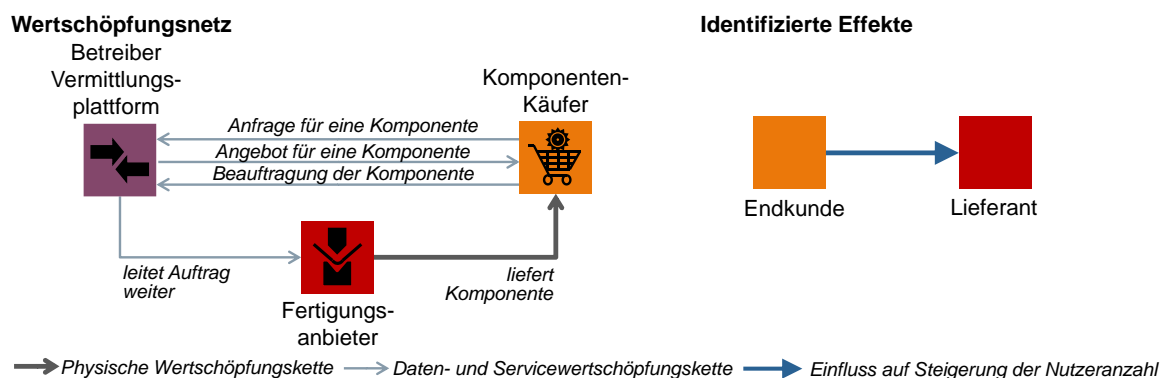 Wertschöpfungsnetz
Betreiber
Vermittlungs-
plattform
Komponenten-
Käufer
Anfrage für eine Komponente
Angebot für eine Komponente
Beauftragung der Komponente
leitet Auftrag
weiter
liefert
Komponente
Fertigungs-
anbieter
Identifizierte Effekte
Endkunde
Lieferant
Physische Wertschöpfungskette
Daten- und Servicewertschöpfungskette
Einfluss auf Steigerung der Nutzeranzahl